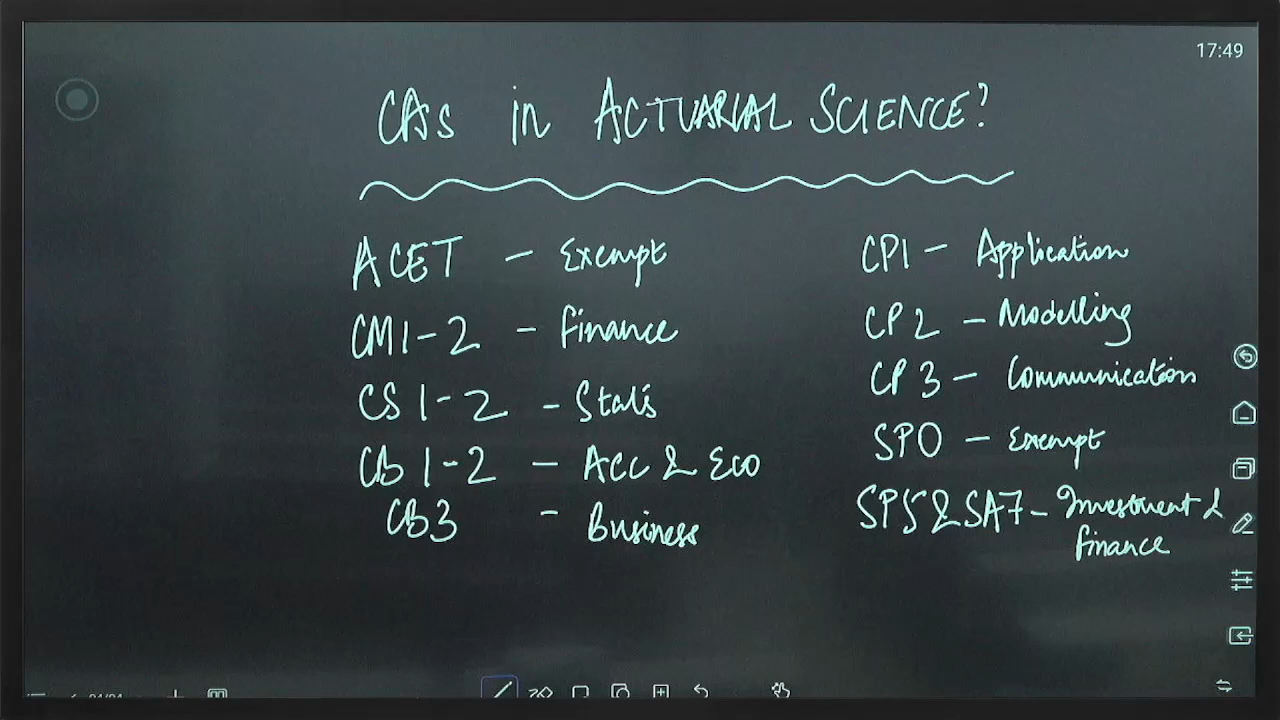 17:49
CAs in ACTUARIAL SCIENCE?
ACET - Exempt
CM1-2 - Finance
CS 1-2 - Stats
CB 1-2 - ACC & ECO
CB3 - Business
CP1 - Application
CP2 - Modelling
CP3 - Communication
SPO - Exempt
SP5 & SA7 - Investment &
finance